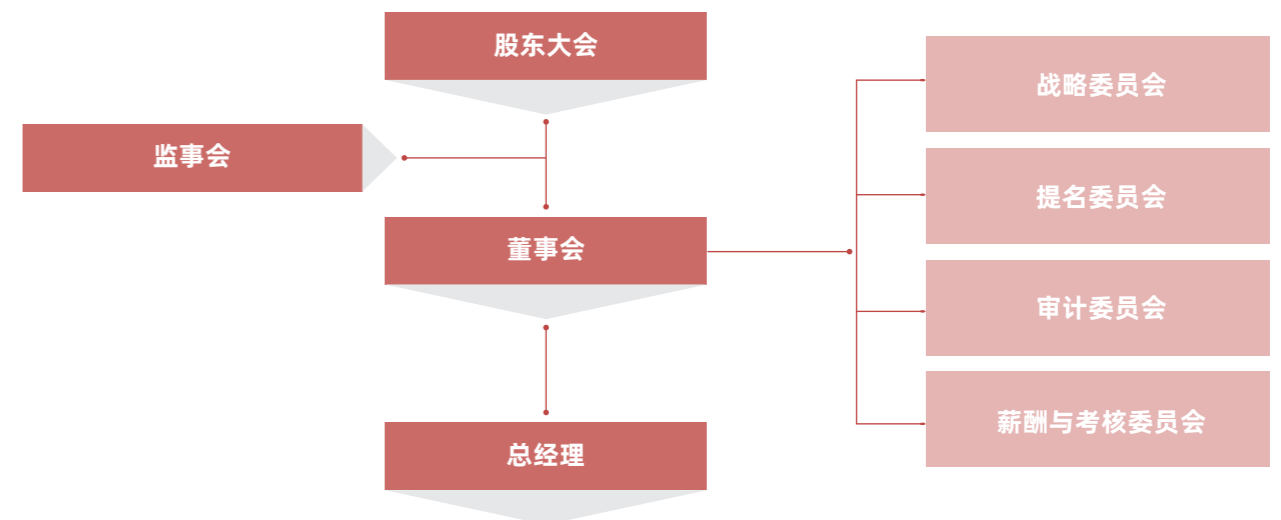 股东大会
监事会
董事会
总经理
战略委员会
提名委员会
审计委员会
薪酬与考核委员会